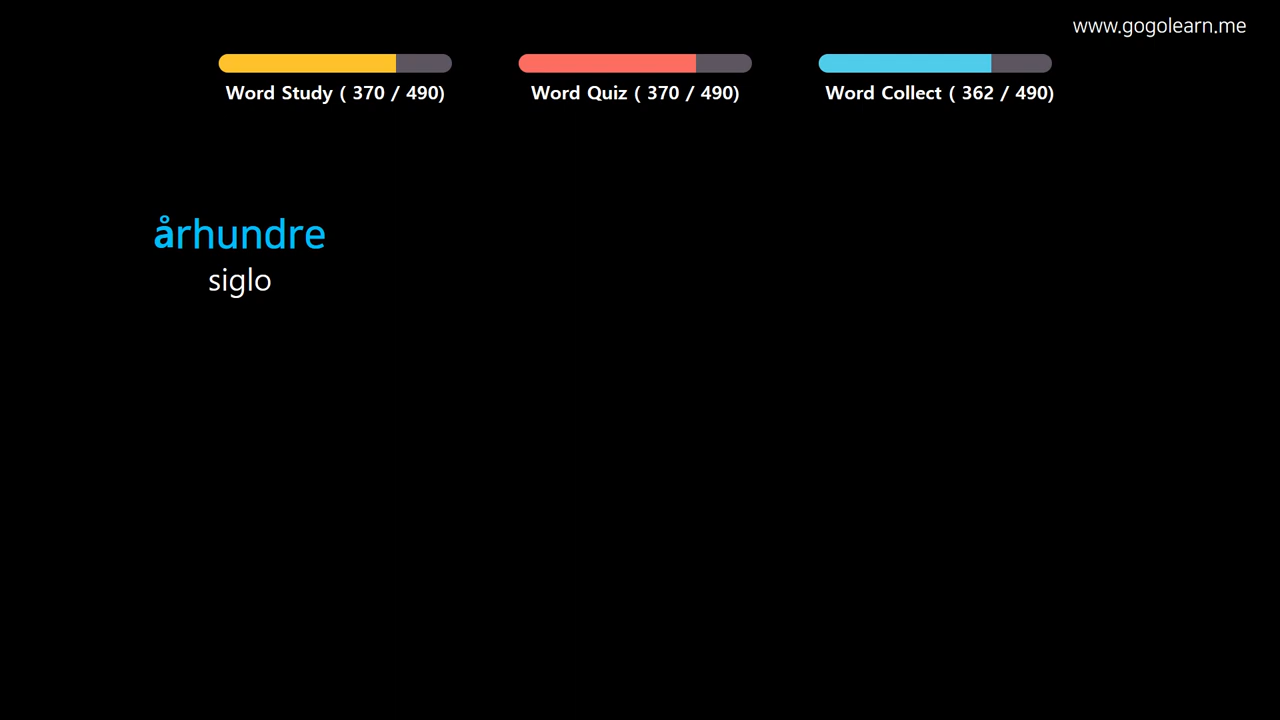 www.gogolearn.me
Word Study ( 370 / 490)
Word Quiz ( 370 / 490)
Word Collect ( 362 / 490)
århundre
siglo